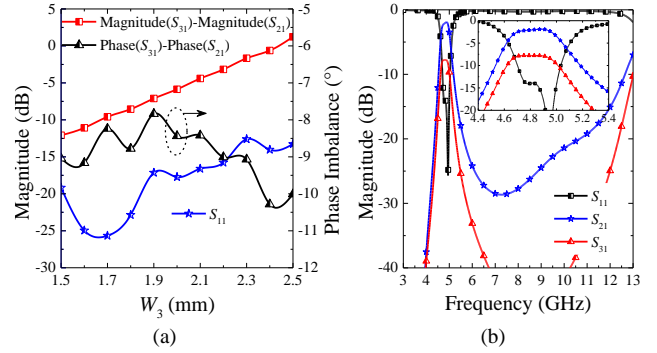 (a)
(b)
5
0
-5
-10
-15
-20
-25
-30
Magnitude (dB)
Magnitude(S31)-Magnitude(S21)
Phase(S31)-Phase(S21)
S11
-5
-6
-7
-8
-9
-10
-11
-12
Phase Imbalance (°)
1.5 1.7 1.9 2.1 2.3 2.5
W3 (mm)
(a)
0
-10
-20
-30
-40
Magnitude (dB)
0
-5
-10
-15
-20
4.4 4.6 4.8 5.0 5.2 5.4
S11
S21
S31
3 4 5 6 7 8 9 10 11 12 13
Frequency (GHz)
(b)